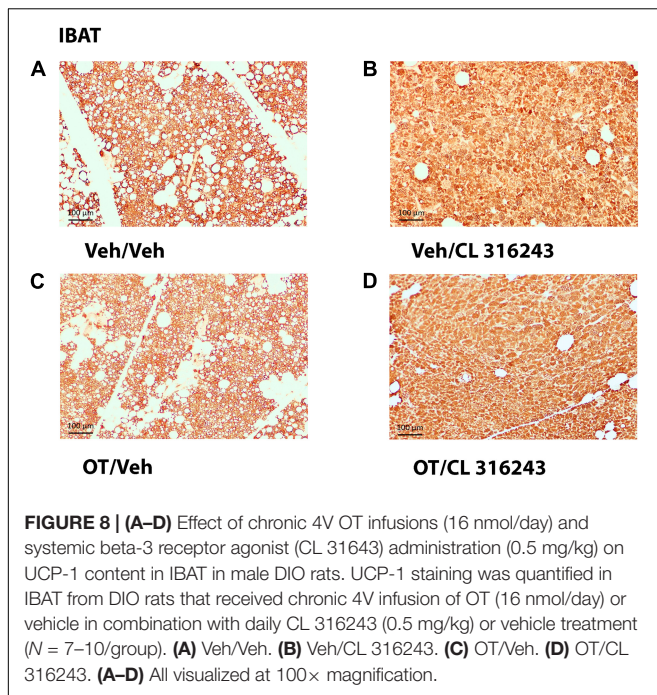 IBAT
A B
100 µm 100 µm
Veh/Veh Veh/CL 316243
C D
100 µm 100 µm
OT/Veh OT/CL 316243
FIGURE 8 | (A–D) Effect of chronic 4V OT infusions (16 nmol/day) and
systemic beta-3 receptor agonist (CL 31643) administration (0.5 mg/kg) on
UCP-1 content in IBAT in male DIO rats. UCP-1 staining was quantified in
IBAT from DIO rats that received chronic 4V infusion of OT (16 nmol/day) or
vehicle in combination with daily CL 316243 (0.5 mg/kg) or vehicle treatment
(N = 7–10/group). (A) Veh/Veh. (B) Veh/CL 316243. (C) OT/Veh. (D) OT/CL
316243. (A–D) All visualized at 100× magnification.